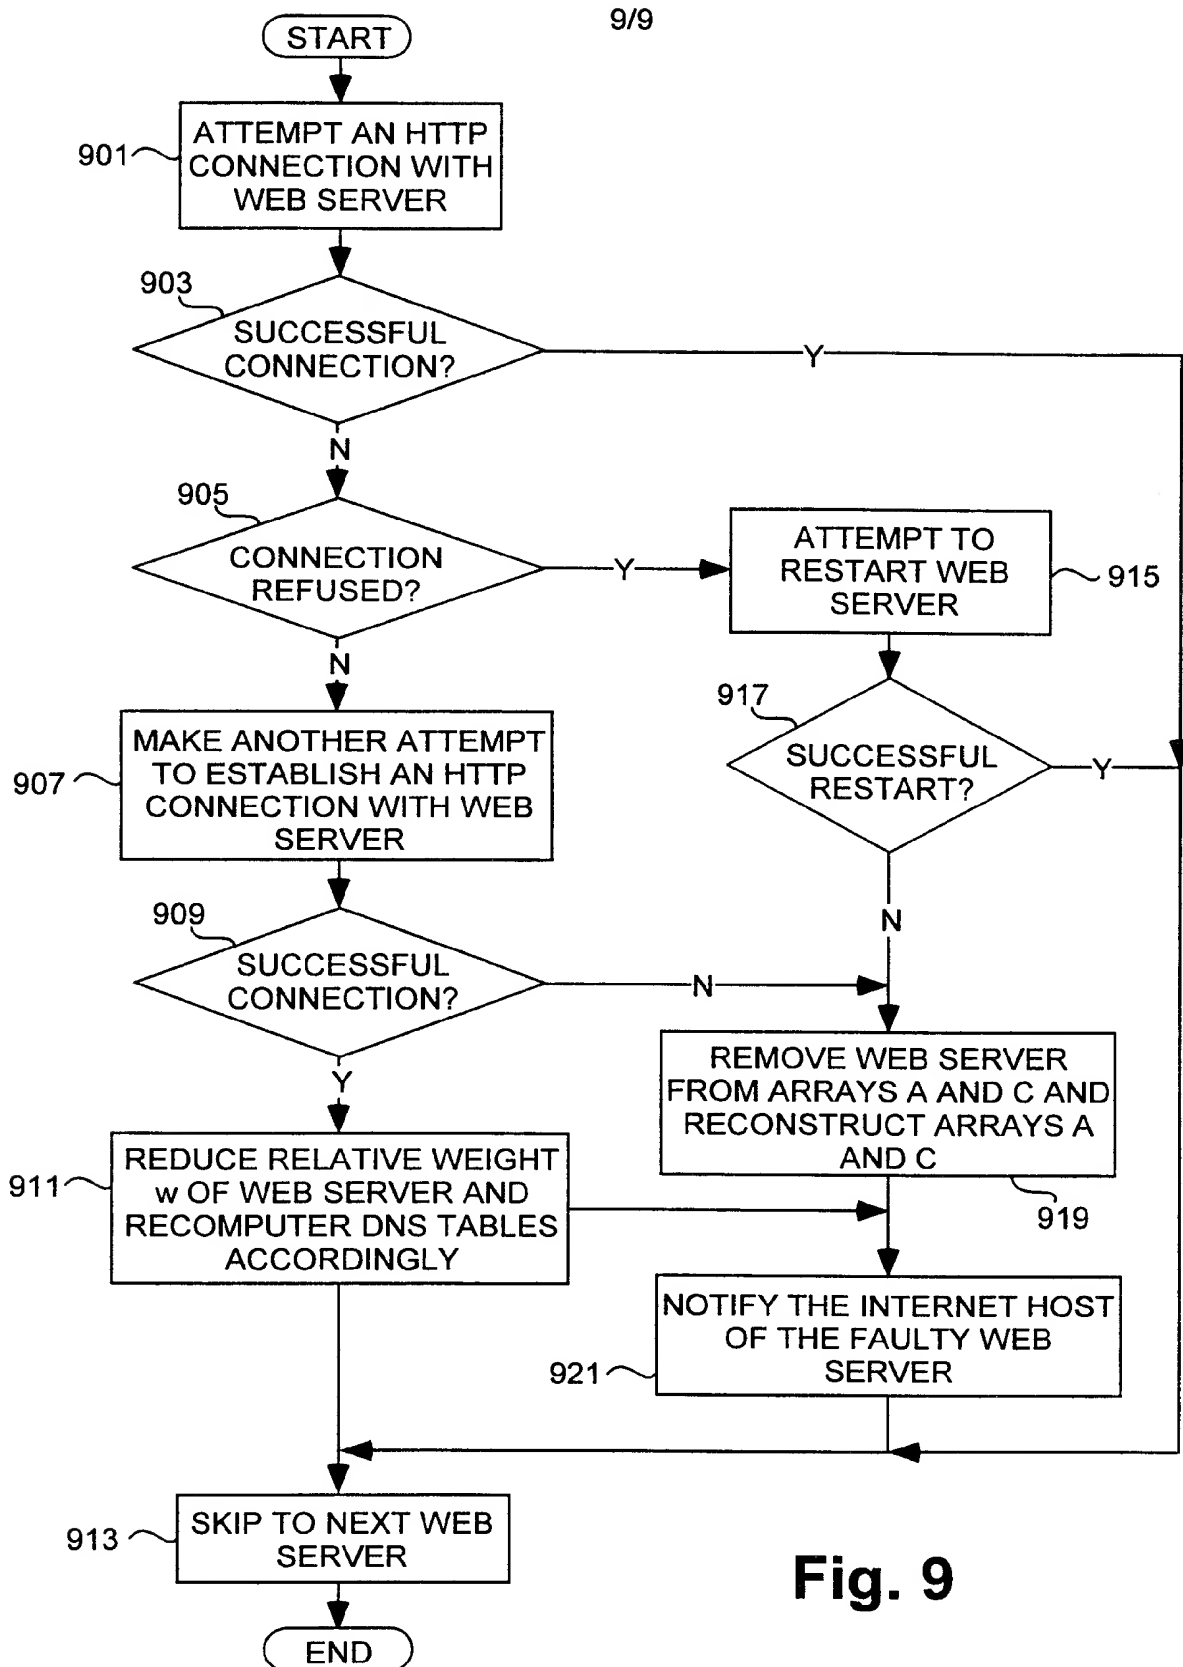 9/9
START
ATTEMPT AN HTTP
CONNECTION WITH
WEB SERVER
901
903
SUCCESSFUL
CONNECTION?
Y
N
905
CONNECTION
REFUSED?
Y
ATTEMPT TO
RESTART WEB
SERVER
915
N
917
SUCCESSFUL
RESTART?
Y
N
907
MAKE ANOTHER ATTEMPT
TO ESTABLISH AN HTTP
CONNECTION WITH WEB
SERVER
909
SUCCESSFUL
CONNECTION?
N
Y
REMOVE WEB SERVER
FROM ARRAYS A AND C AND
RECONSTRUCT ARRAYS A
AND C
919
911
REDUCE RELATIVE WEIGHT
w OF WEB SERVER AND
RECOMPUTER DNS TABLES
ACCORDINGLY
NOTIFY THE INTERNET HOST
OF THE FAULTY WEB
SERVER
921
913
SKIP TO NEXT WEB
SERVER
Fig. 9
END